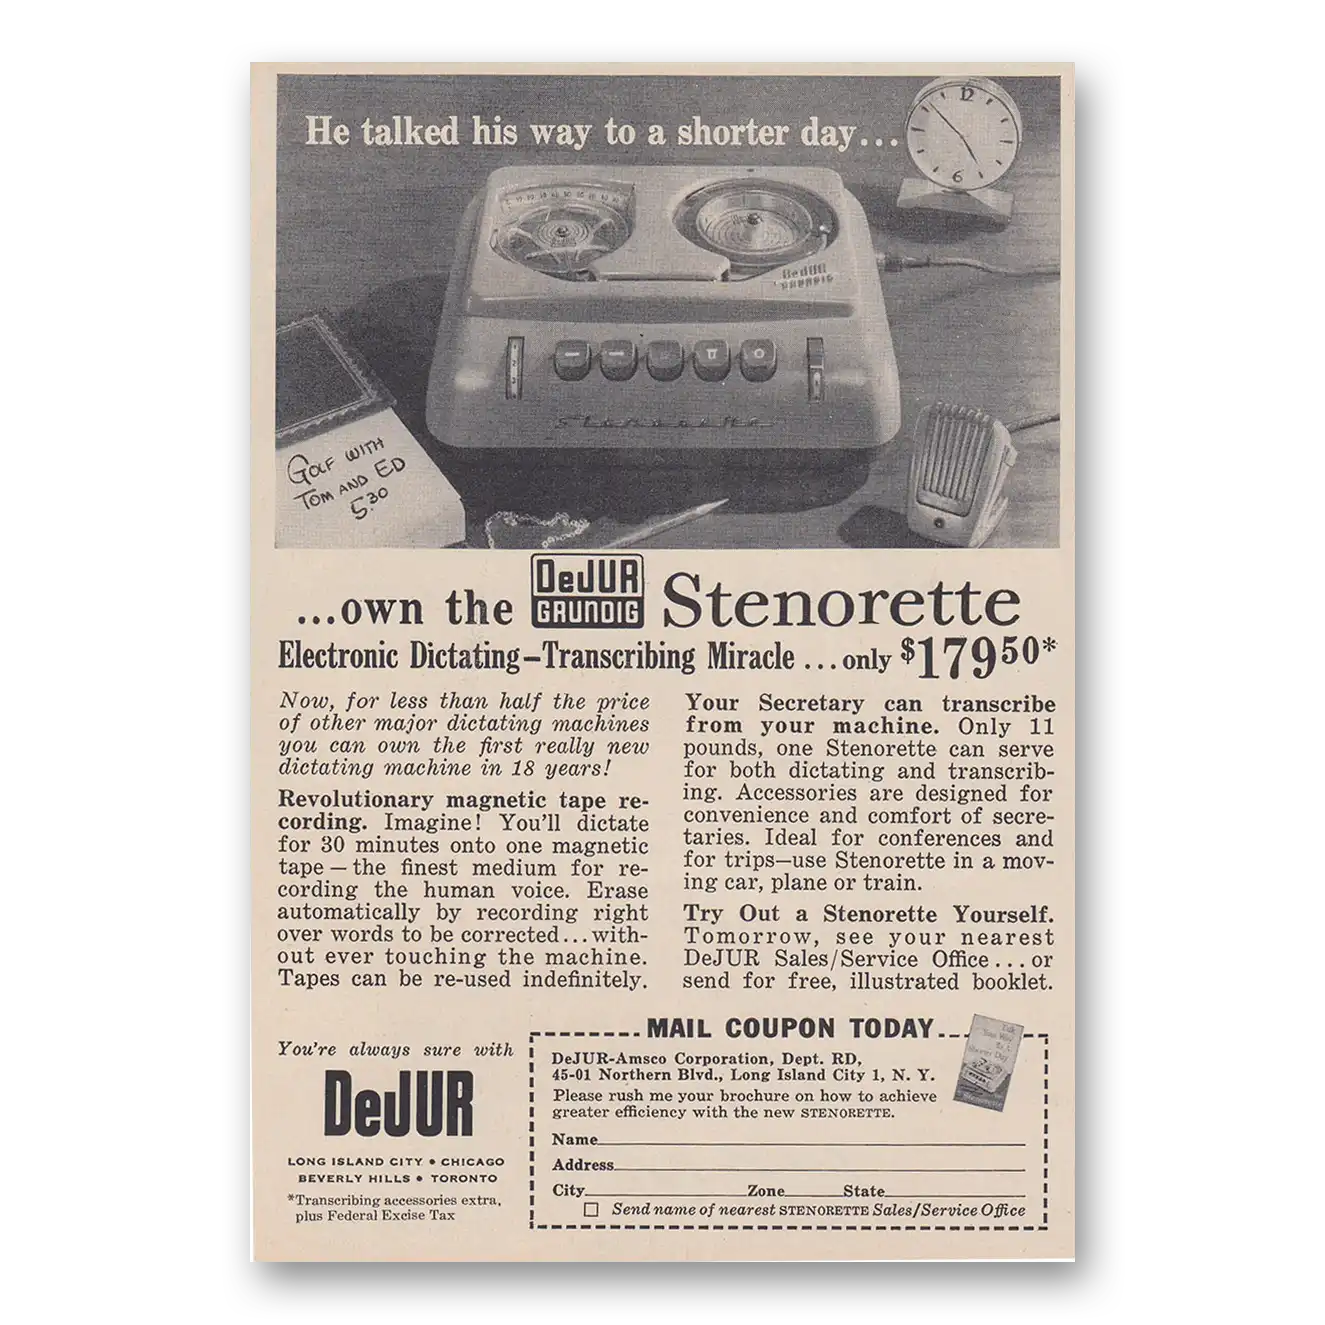 He talked his way to a shorter day...
12
6
DeJUR
GRUNDIG
1
2
3
Stenorette
GOLF WITH
TOM AND ED
5:30
...own the DeJUR GRUNDIG Stenorette
Electronic Dictating–Transcribing Miracle ... only $179.50*
Now, for less than half the price
of other major dictating machines
you can own the first really new
dictating machine in 18 years!
Revolutionary magnetic tape re-
cording. Imagine! You'll dictate
for 30 minutes onto one magnetic
tape — the finest medium for re-
cording the human voice. Erase
automatically by recording right
over words to be corrected...with-
out ever touching the machine.
Tapes can be re-used indefinitely.
Your Secretary can transcribe
from your machine. Only 11
pounds, one Stenorette can serve
for both dictating and transcrib-
ing. Accessories are designed for
convenience and comfort of secre-
taries. Ideal for conferences and
for trips—use Stenorette in a mov-
ing car, plane or train.
Try Out a Stenorette Yourself.
Tomorrow, see your nearest
DeJUR Sales/Service Office...or
send for free, illustrated booklet.
You're always sure with
DeJUR
LONG ISLAND CITY • CHICAGO
BEVERLY HILLS • TORONTO
*Transcribing accessories extra,
plus Federal Excise Tax
MAIL COUPON TODAY
DeJUR-Amsco Corporation, Dept. RD,
45-01 Northern Blvd., Long Island City 1, N. Y.
Please rush me your brochure on how to achieve
greater efficiency with the new STENORETTE.
Name
Address
City Zone State
Send name of nearest STENORETTE Sales/Service Office